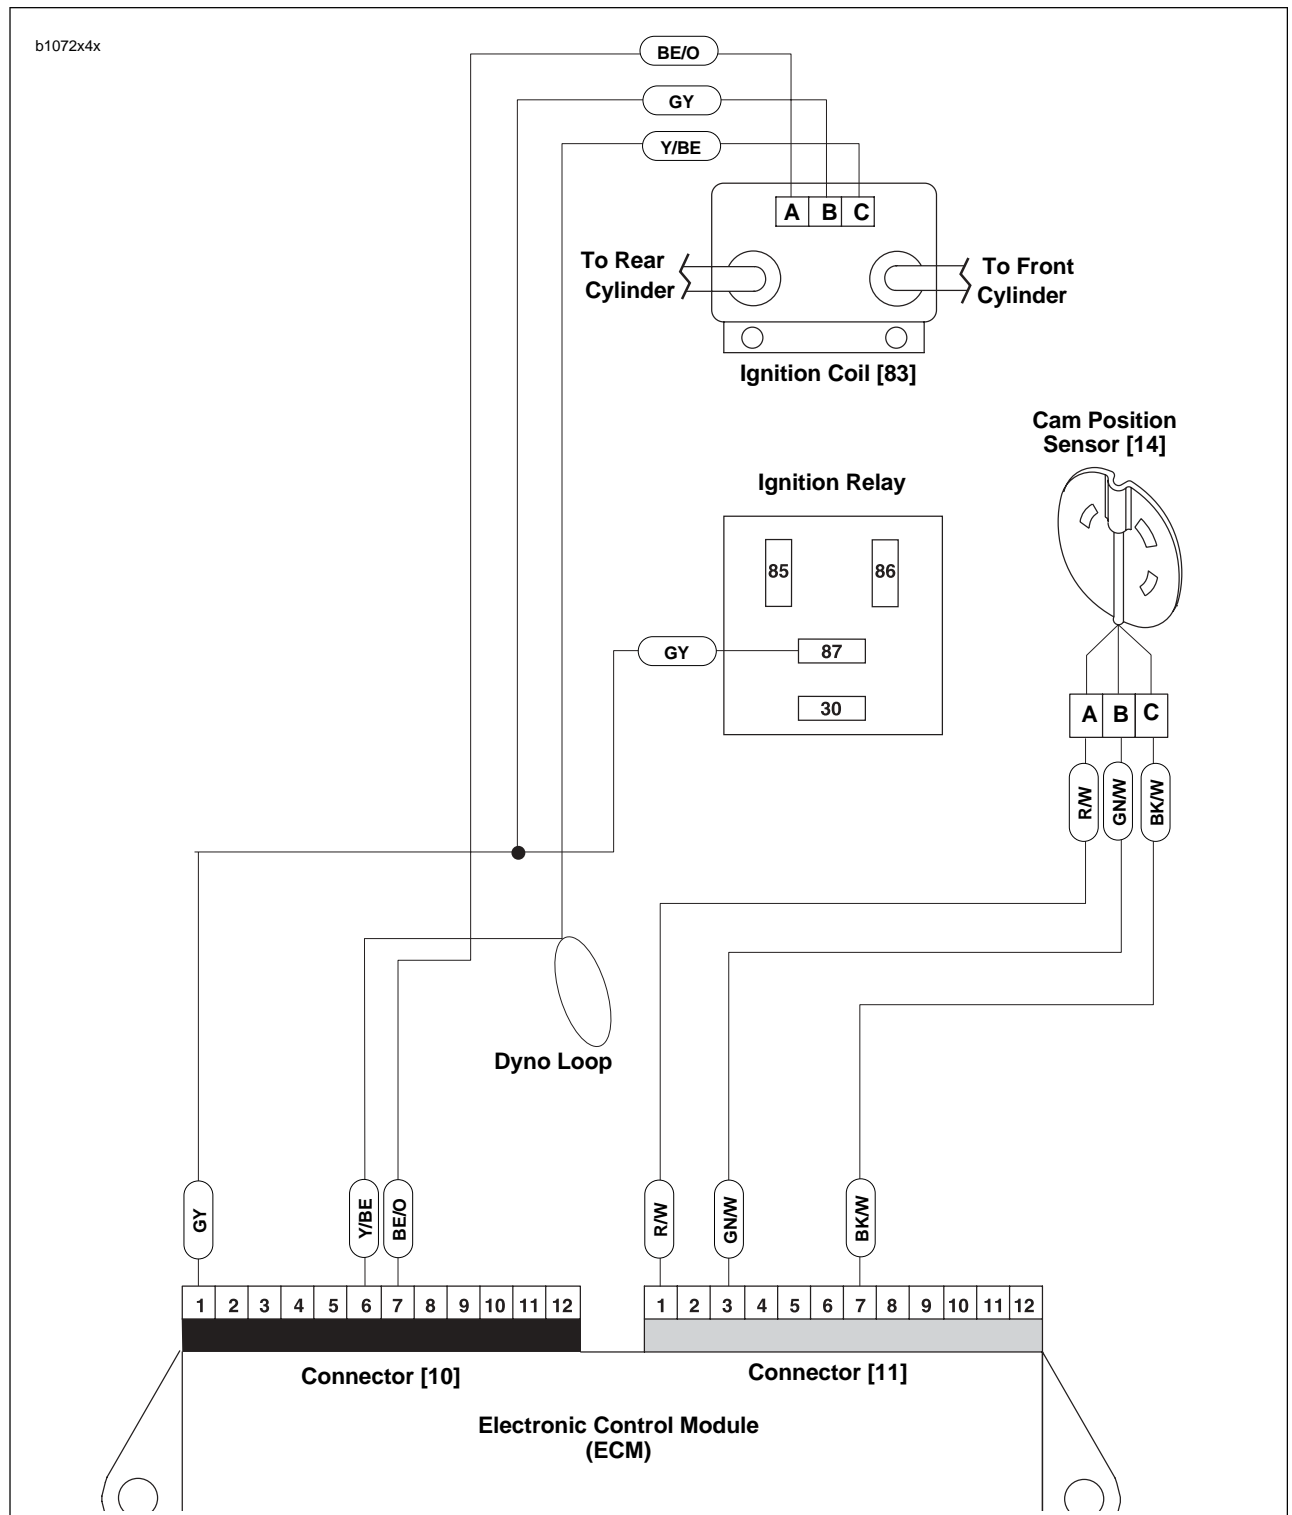 b1072x4x
BE/O
GY
Y/BE
A B C
To Rear
Cylinder
To Front
Cylinder
Ignition Coil [83]
Cam Position
Sensor [14]
Ignition Relay
85 86
GY
87
30
A B C
R/W GN/W BK/W
Dyno Loop
GY Y/BE BE/O R/W GN/W BK/W
1 2 3 4 5 6 7 8 9 10 11 12
1 2 3 4 5 6 7 8 9 10 11 12
Connector [10]
Connector [11]
Electronic Control Module
(ECM)